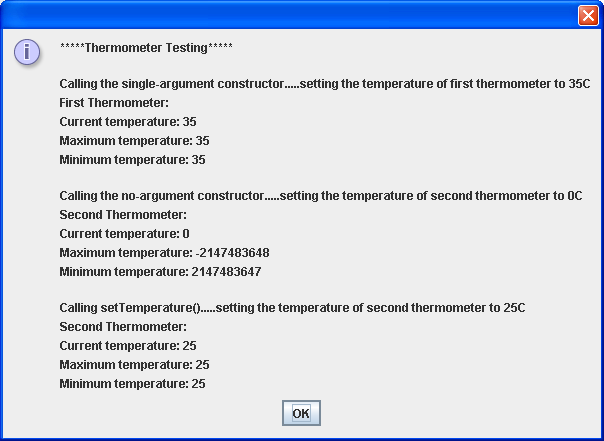 *****Thermometer Testing*****
Calling the single-argument constructor.....setting the temperature of first thermometer to 35C
First Thermometer:
Current temperature: 35
Maximum temperature: 35
Minimum temperature: 35
Calling the no-argument constructor.....setting the temperature of second thermometer to 0C
Second Thermometer:
Current temperature: 0
Maximum temperature: -2147483648
Minimum temperature: 2147483647
Calling setTemperature().....setting the temperature of second thermometer to 25C
Second Thermometer:
Current temperature: 25
Maximum temperature: 25
Minimum temperature: 25
OK